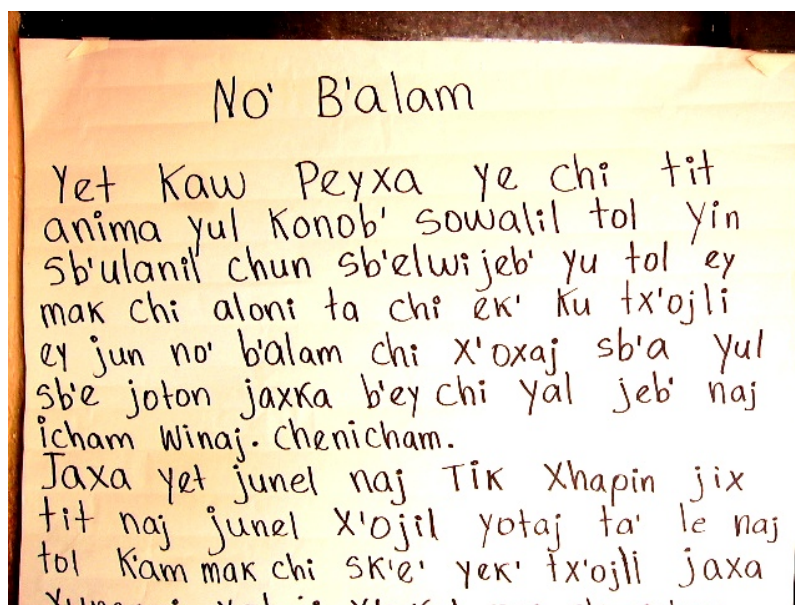 No' B'alam
Yet Kaw Peyxa ye chi tit
anima yul Konob' sowalil tol yin
sb'ulanil chun sb'elwi jeb' yu tol ey
mak chi aloni ta chi ek' ku tx'ojli
ey jun no' b'alam chi x'oxaj sb'a yul
sb'e joton jaxka b'ey chi yal jeb' naj
icham winaj. chenicham.
Jaxa yet junel naj Tik Xhapin jix
tit naj junel x'ojil yotaj ta' le naj
tol k'am mak chi sk'e' yek' tx'ojli jaxa